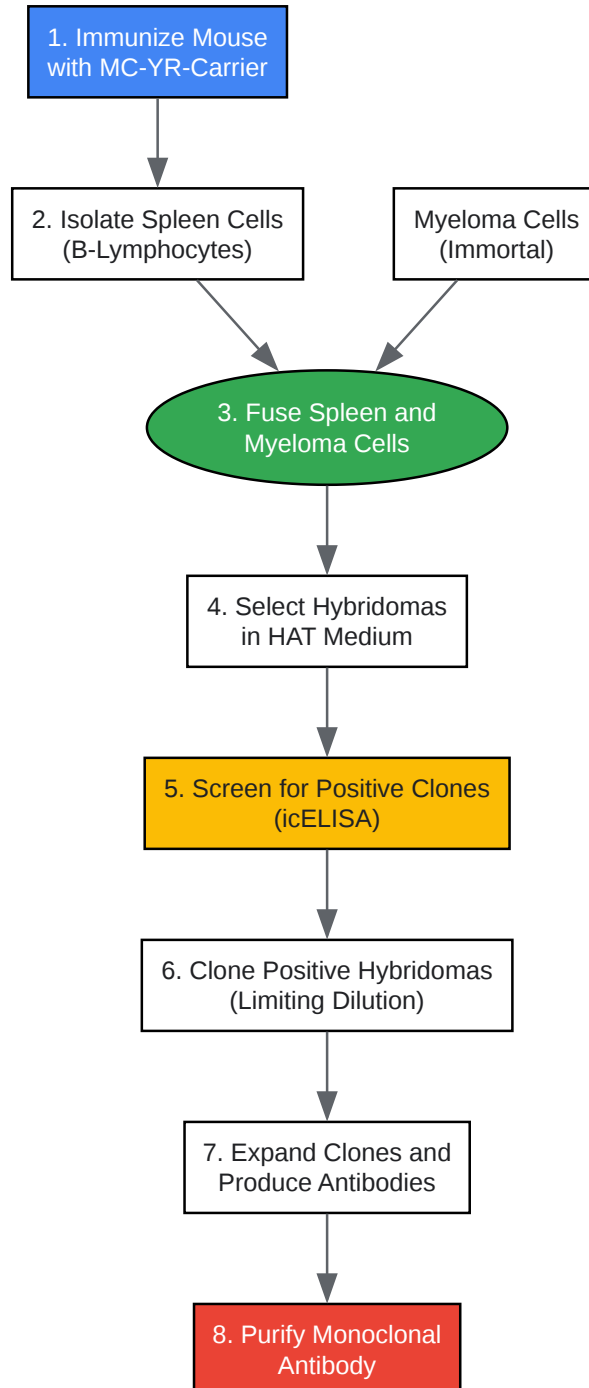 1. Immunize Mouse
with MC-YR-Carrier
2. Isolate Spleen Cells
(B-Lymphocytes)
Myeloma Cells
(Immortal)
3. Fuse Spleen and
Myeloma Cells
4. Select Hybridomas
in HAT Medium
5. Screen for Positive Clones
(icELISA)
6. Clone Positive Hybridomas
(Limiting Dilution)
7. Expand Clones and
Produce Antibodies
8. Purify Monoclonal
Antibody